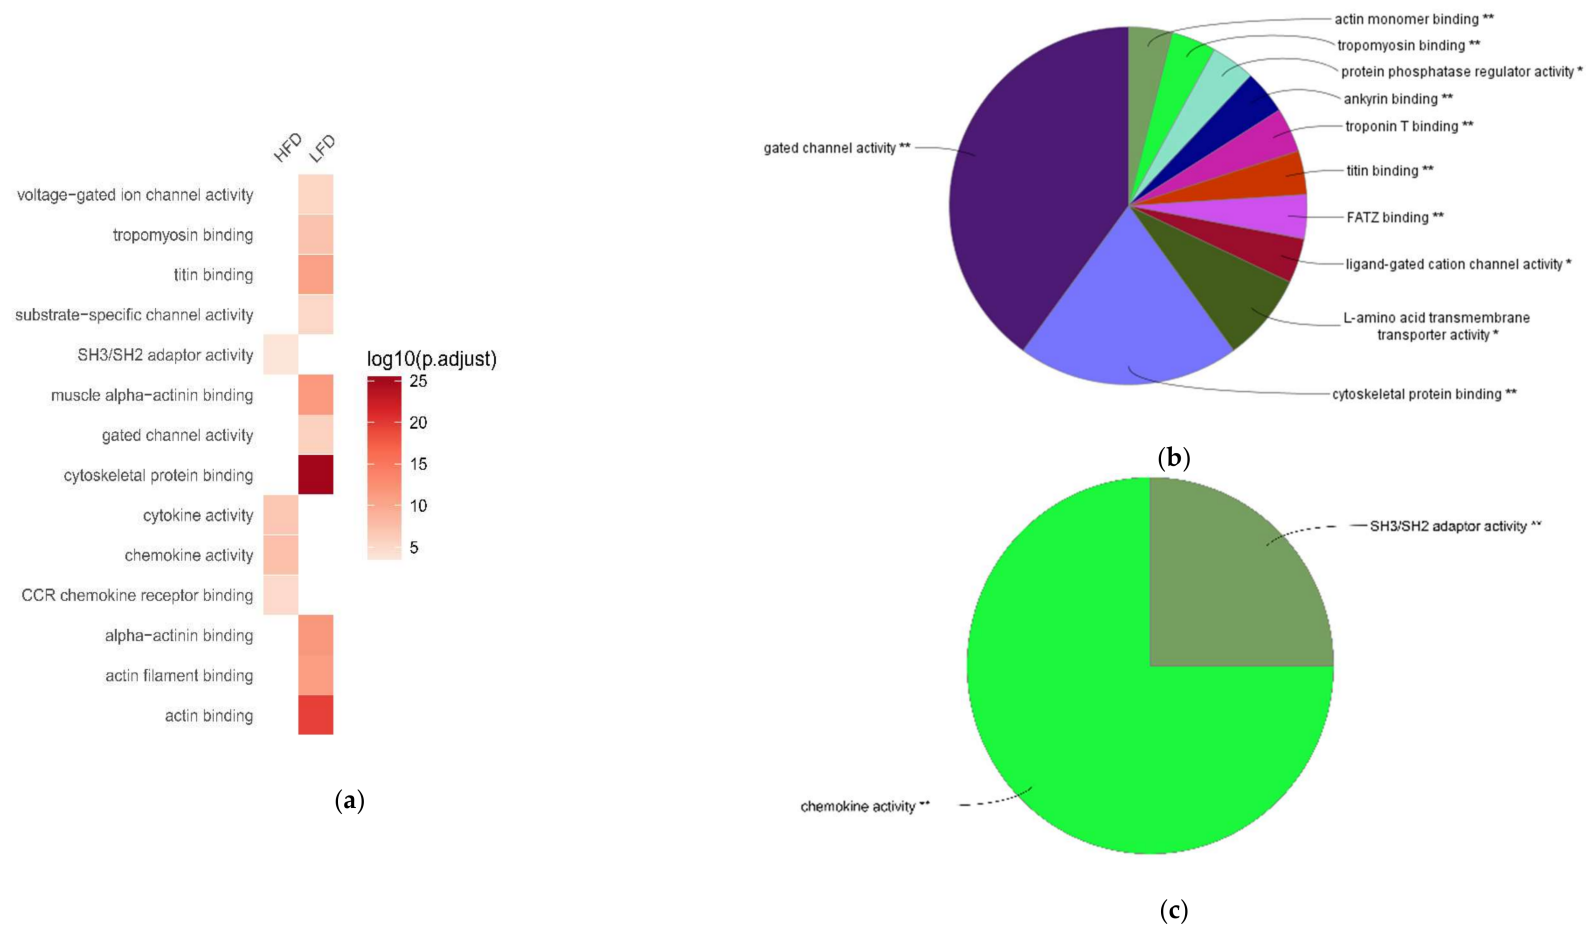 HFD
LFD
voltage−gated ion channel activity
tropomyosin binding
titin binding
substrate−specific channel activity
SH3/SH2 adaptor activity
muscle alpha−actinin binding
gated channel activity
cytoskeletal protein binding
cytokine activity
chemokine activity
CCR chemokine receptor binding
alpha−actinin binding
actin filament binding
actin binding
log10(p.adjust)
25
20
15
10
5
(a)
actin monomer binding **
tropomyosin binding **
protein phosphatase regulator activity *
ankyrin binding **
troponin T binding **
titin binding **
FATZ binding **
ligand-gated cation channel activity *
L-amino acid transmembrane
transporter activity *
cytoskeletal protein binding **
gated channel activity **
(b)
SH3/SH2 adaptor activity **
chemokine activity **
(c)